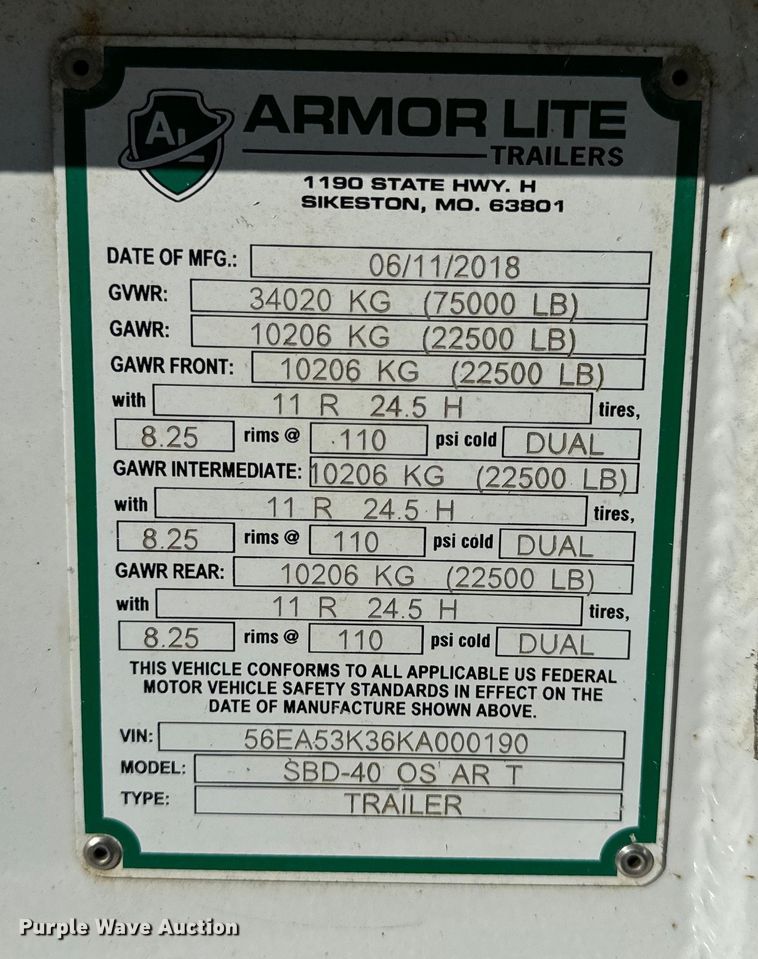 AL ARMOR LITE
TRAILERS
1190 STATE HWY. H
SIKESTON, MO. 63801
DATE OF MFG.: 06/11/2018
GVWR: 34020 KG (75000 LB)
GAWR: 10206 KG (22500 LB)
GAWR FRONT: 10206 KG (22500 LB)
with 11 R 24.5 H tires,
8.25 rims @ 110 psi cold DUAL
GAWR INTERMEDIATE: 10206 KG (22500 LB)
with 11 R 24.5 H tires,
8.25 rims @ 110 psi cold DUAL
GAWR REAR: 10206 KG (22500 LB)
with 11 R 24.5 H tires,
8.25 rims @ 110 psi cold DUAL
THIS VEHICLE CONFORMS TO ALL APPLICABLE US FEDERAL
MOTOR VEHICLE SAFETY STANDARDS IN EFFECT ON THE
DATE OF MANUFACTURE SHOWN ABOVE.
VIN: 56EA53K36KA000190
MODEL: SBD-40 OS AR T
TYPE: TRAILER
Purple Wave Auction